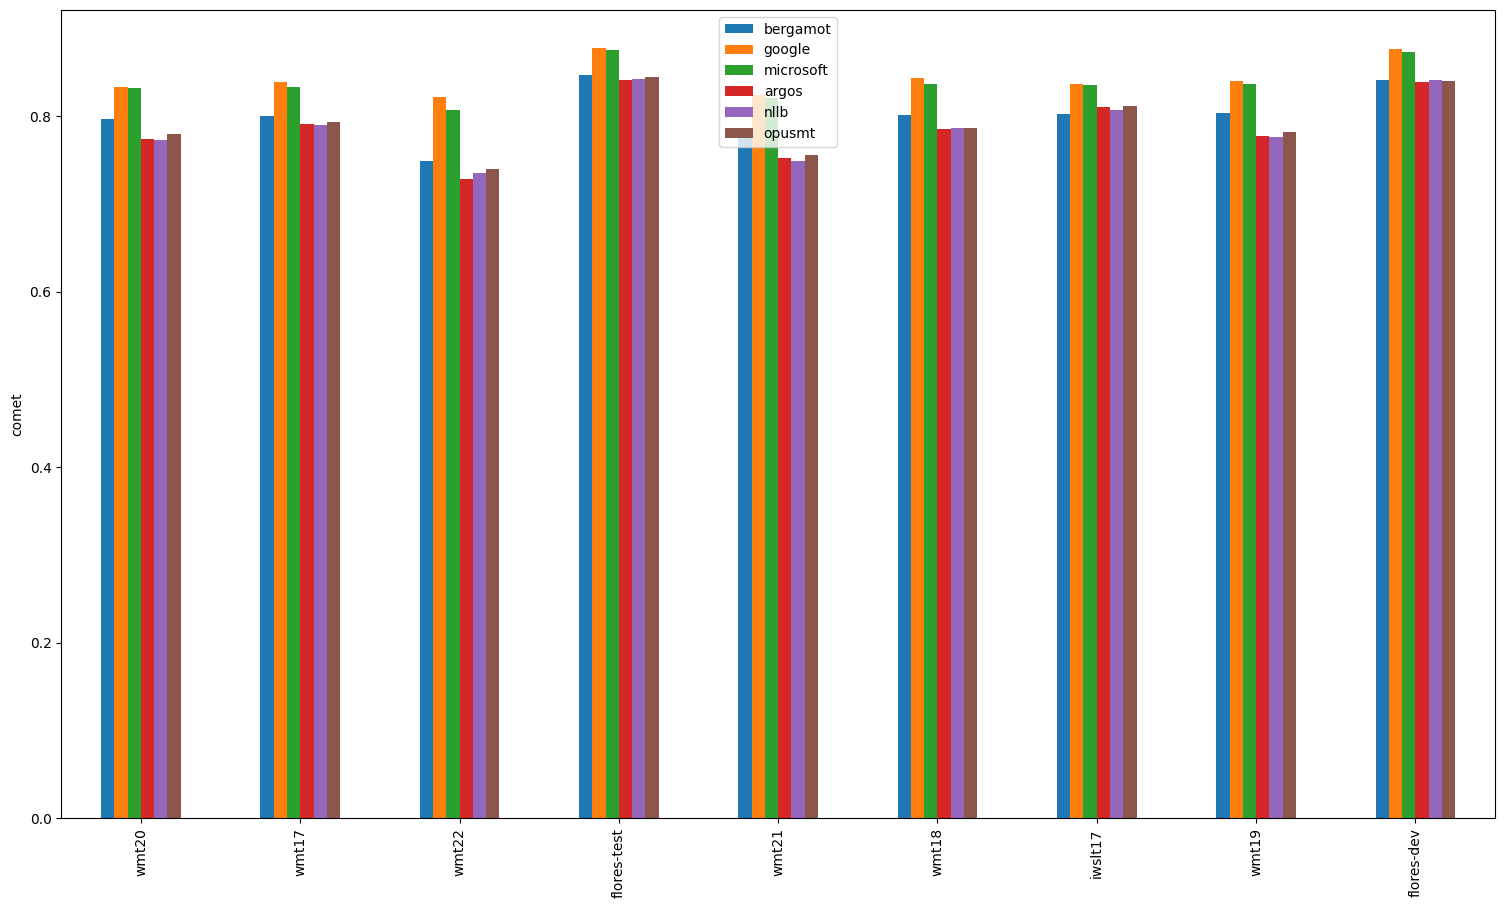 bergamot
google
microsoft
argos
nllb
opusmt
comet
0.8
0.6
0.4
0.2
0.0
wmt20
wmt17
wmt22
flores-test
wmt21
wmt18
iwslt17
wmt19
flores-dev